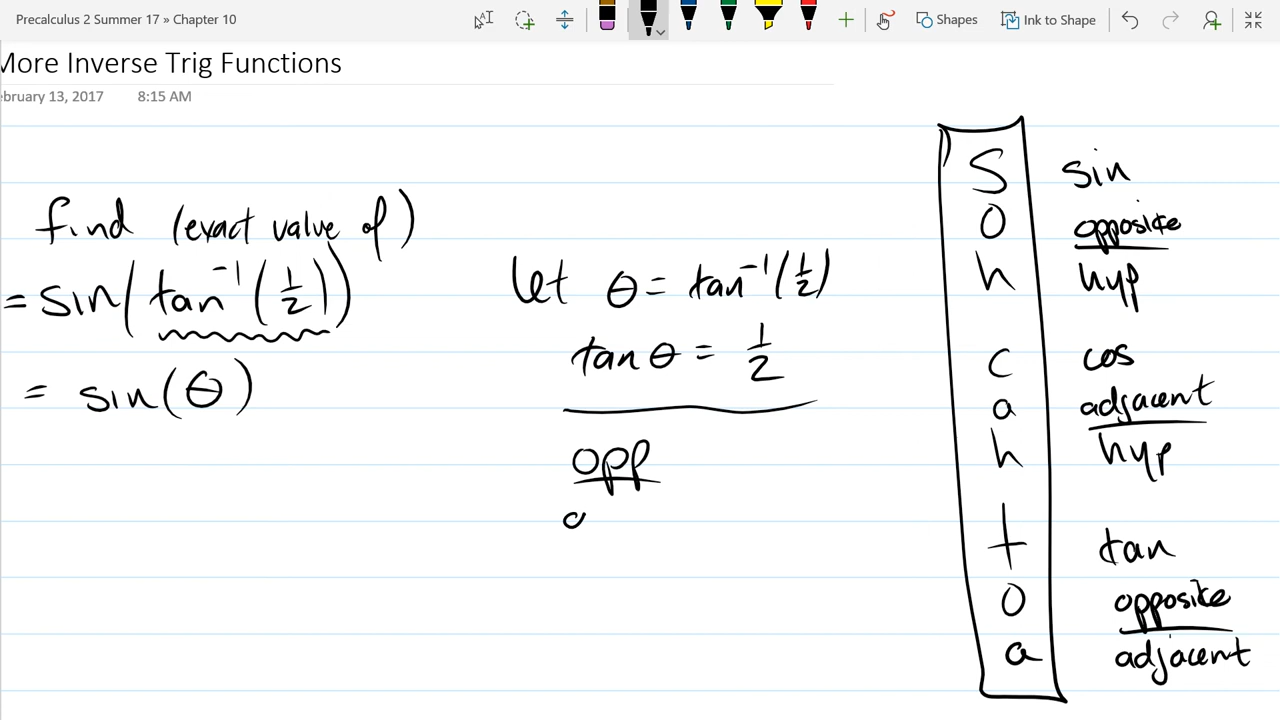 Precalculus 2 Summer 17 » Chapter 10
Shapes
Ink to Shape
More Inverse Trig Functions
ebruary 13, 2017 8:15 AM
find (exact value of)
= sin(tan⁻¹(1/2))
= sin(θ)
let θ = tan⁻¹(1/2)
tan θ = 1/2
opp
a
S sin
o opposite
h hyp
c cos
a adjacent
h hyp
t tan
o opposite
a adjacent